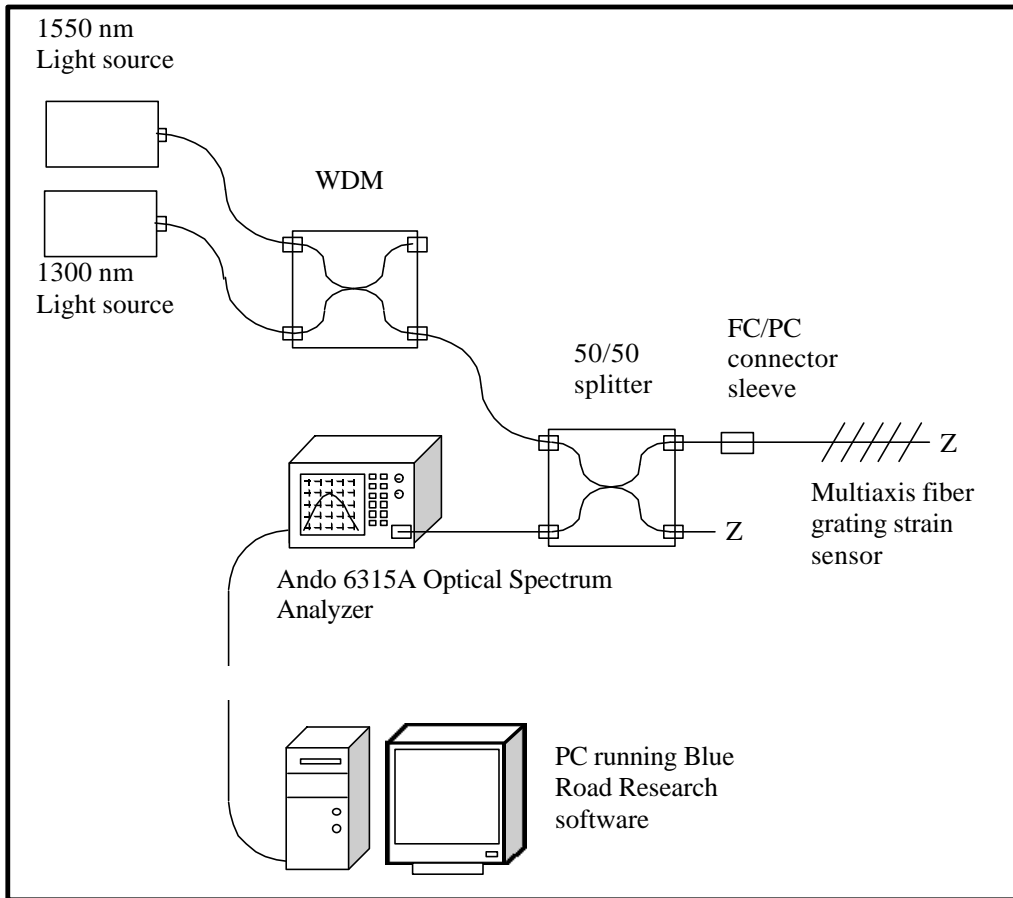 1550 nm
Light source
WDM
1300 nm
Light source
50/50
splitter
FC/PC
connector
sleeve
Z
Multiaxis fiber
grating strain
sensor
Z
Ando 6315A Optical Spectrum
Analyzer
PC running Blue
Road Research
software